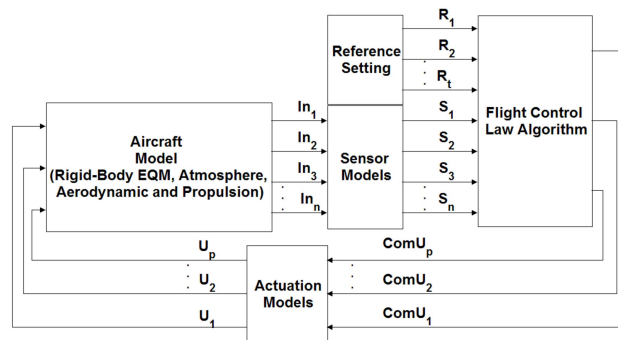 Reference
Setting
R1
R2
Rt
Flight Control
Law Algorithm
Aircraft
Model
(Rigid-Body EQM, Atmosphere,
Aerodynamic and Propulsion)
In1
In2
In3
Inn
Sensor
Models
S1
S2
S3
Sn
Up
U2
U1
Actuation
Models
ComUp
ComU2
ComU1